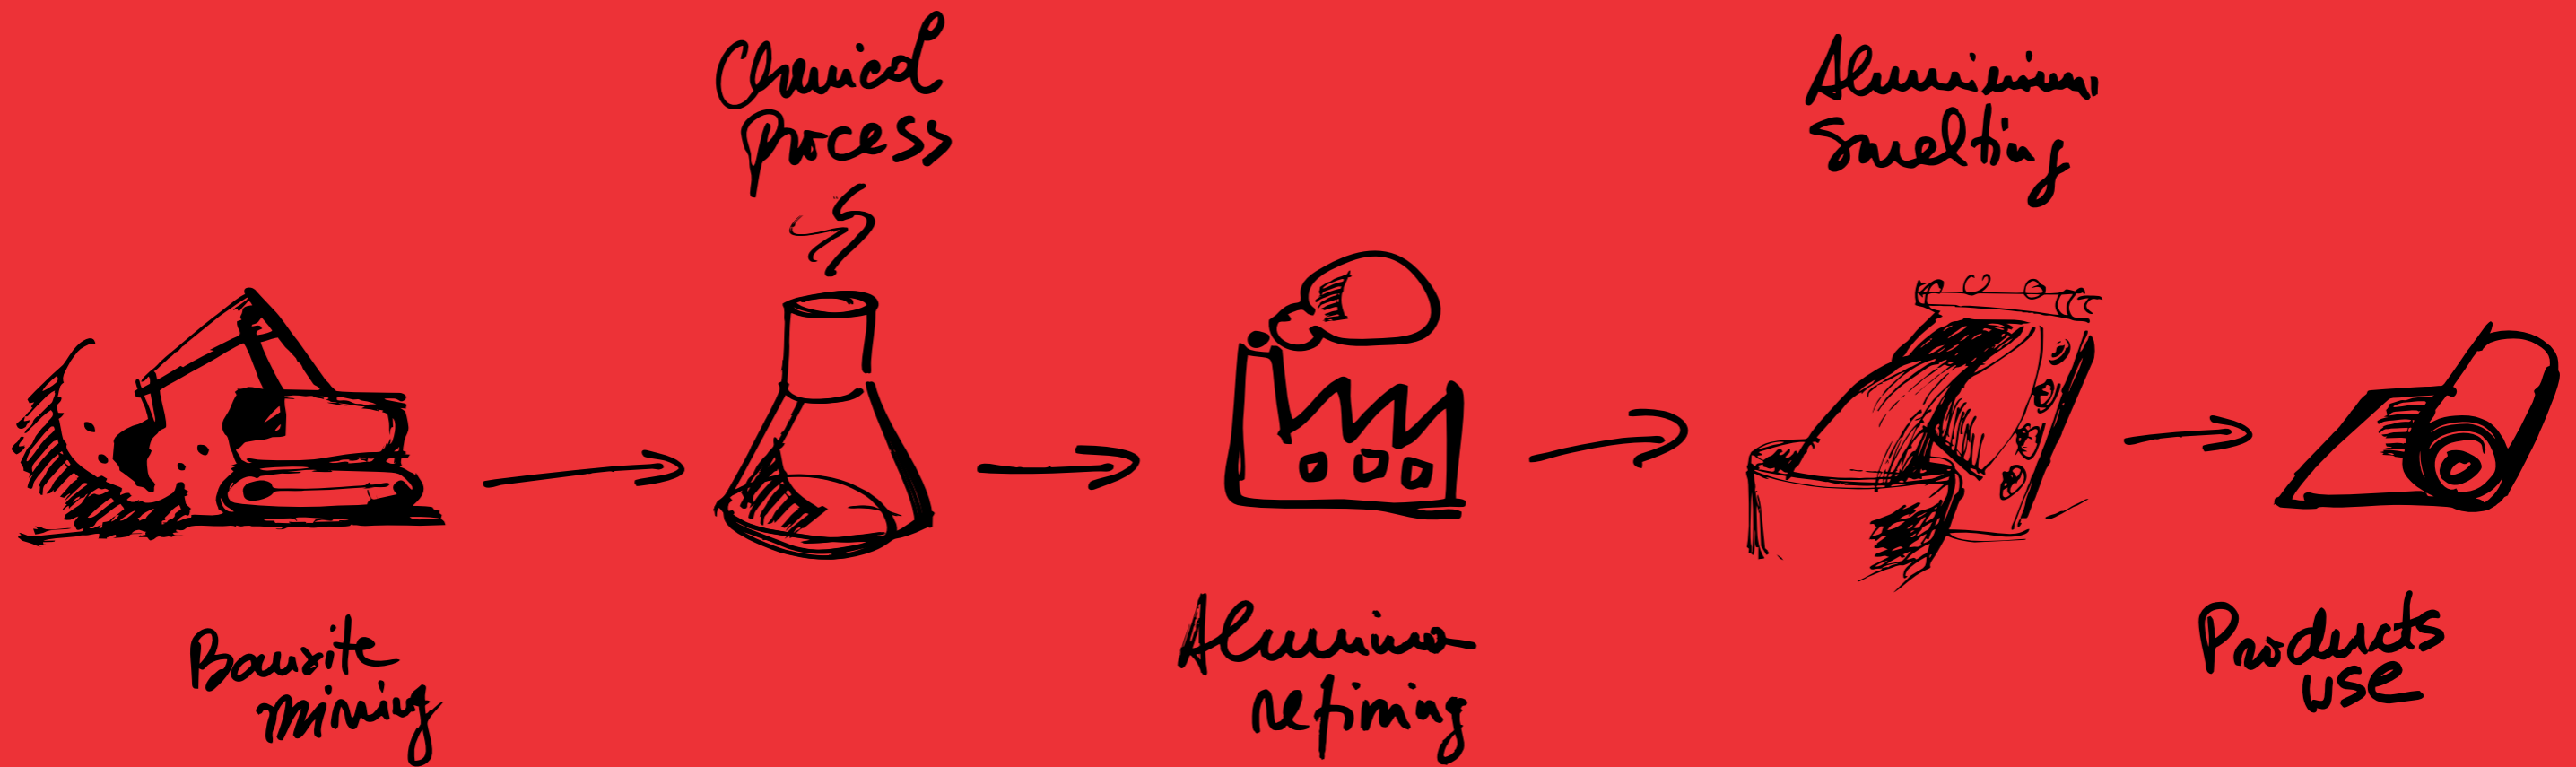 Bauxite
mining
Chemical
Process
Alumina
refining
Aluminium
Smelting
Products
use